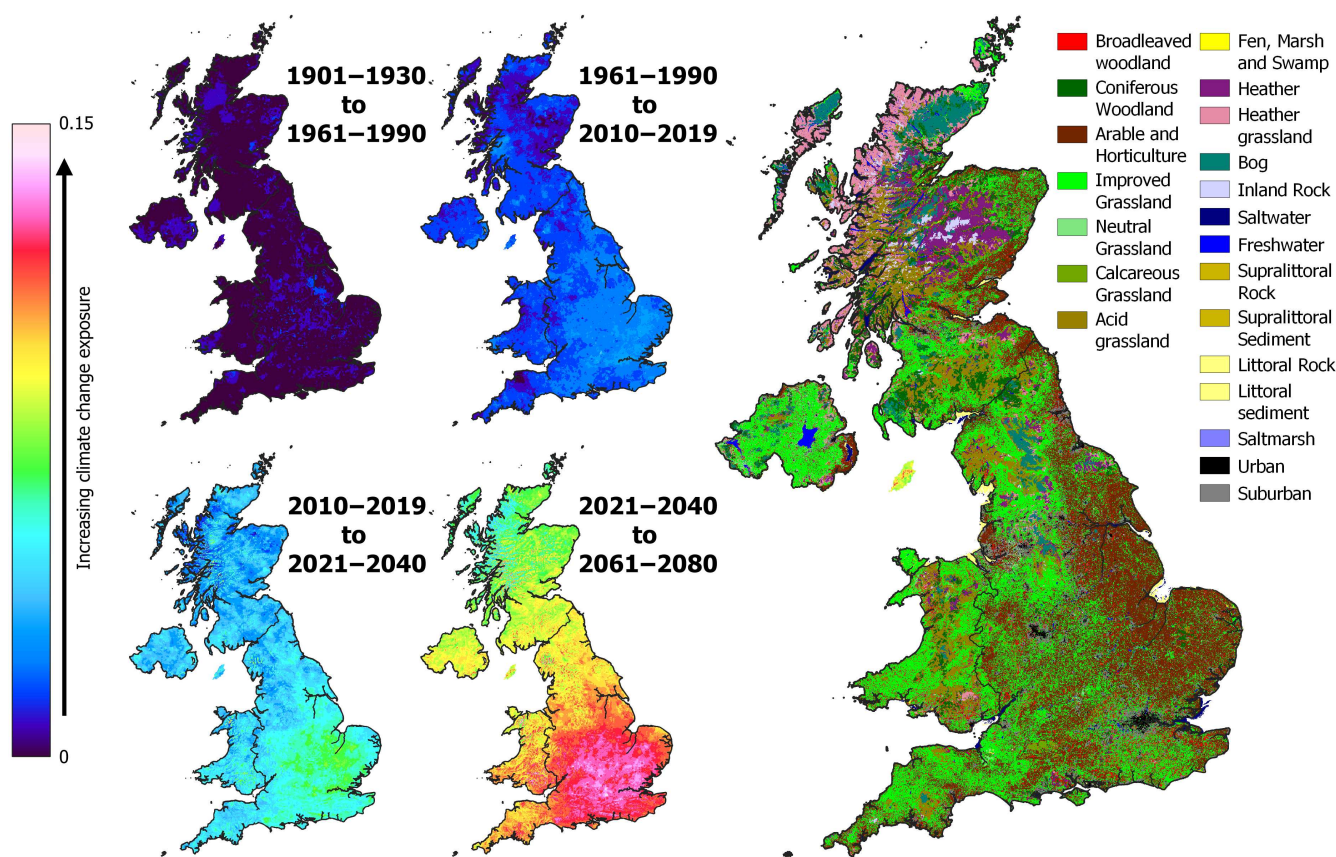 1901–1930
to
1961–1990
1961–1990
to
2010–2019
0.15
Increasing climate change exposure
0
2010–2019
to
2021–2040
2021–2040
to
2061–2080
Broadleaved
woodland
Coniferous
Woodland
Arable and
Horticulture
Improved
Grassland
Neutral
Grassland
Calcareous
Grassland
Acid
grassland
Fen, Marsh
and Swamp
Heather
Heather
grassland
Bog
Inland Rock
Saltwater
Freshwater
Supralittoral
Rock
Supralittoral
Sediment
Littoral Rock
Littoral
sediment
Saltmarsh
Urban
Suburban